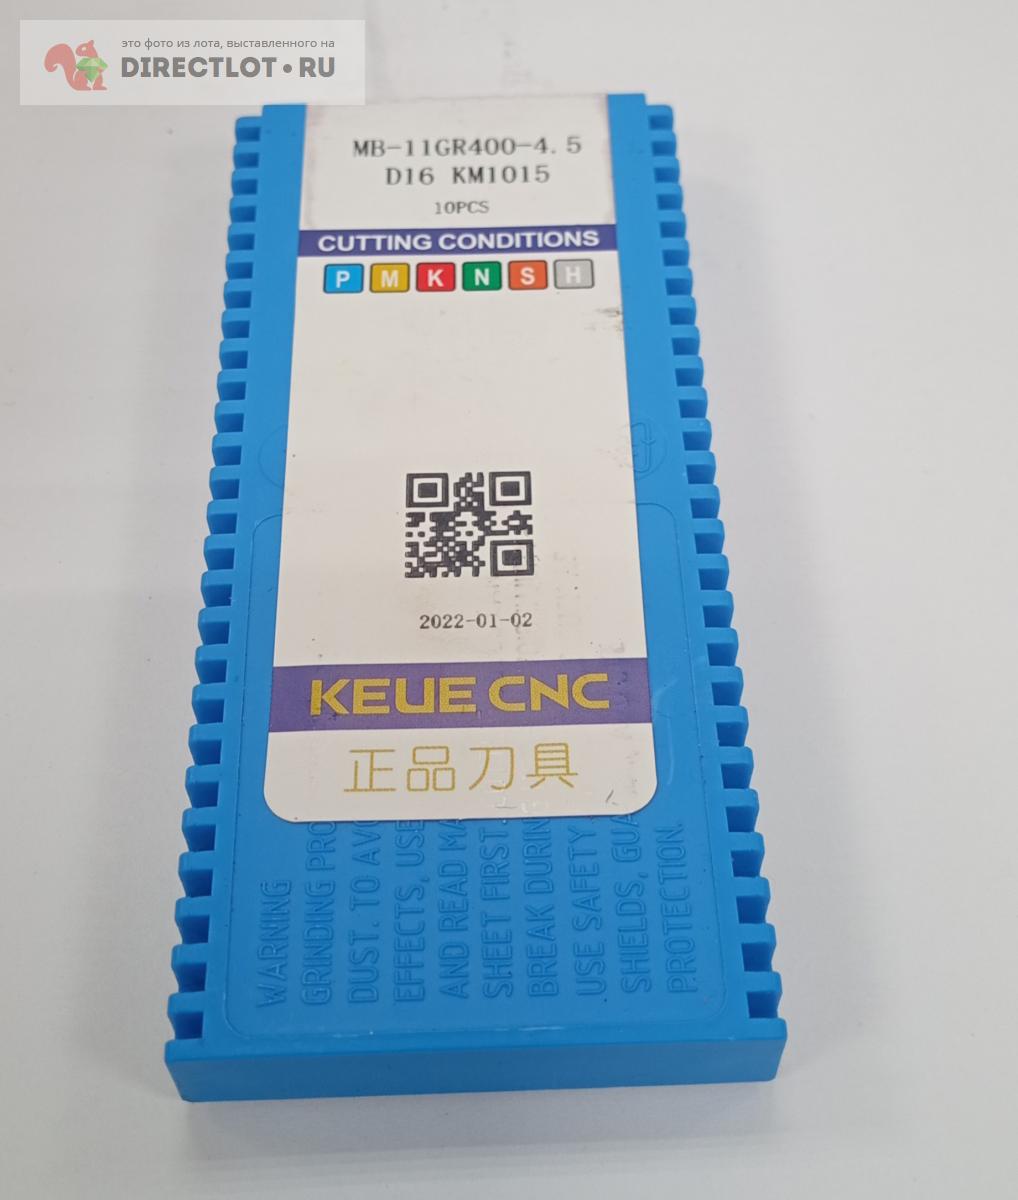 это фото из лота, выставленного на
DIRECTLOT•RU
MB-11GR400-4.5
D16 KM1015
10PCS
CUTTING CONDITIONS
P M K N S H
2022-01-02
KEUE CNC
正品刀具
WARNING
GRINDING PRO
DUST. TO AVO
EFFECTS, USE
AND READ MA
SHEET FIRST.
BREAK DURIN
USE SAFETY
SHIELDS, GUA
PROTECTION.